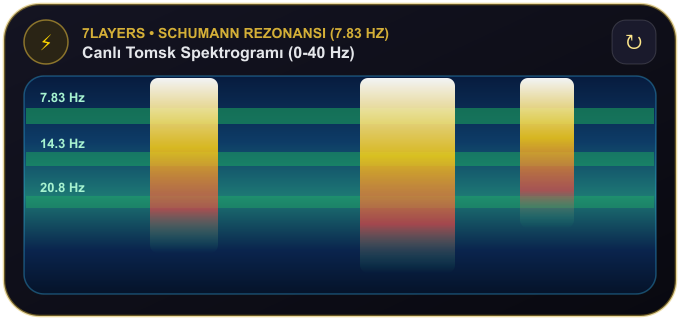 7LAYERS • SCHUMANN REZONANSI (7.83 HZ)
Canlı Tomsk Spektrogramı (0-40 Hz)
7.83 Hz
14.3 Hz
20.8 Hz